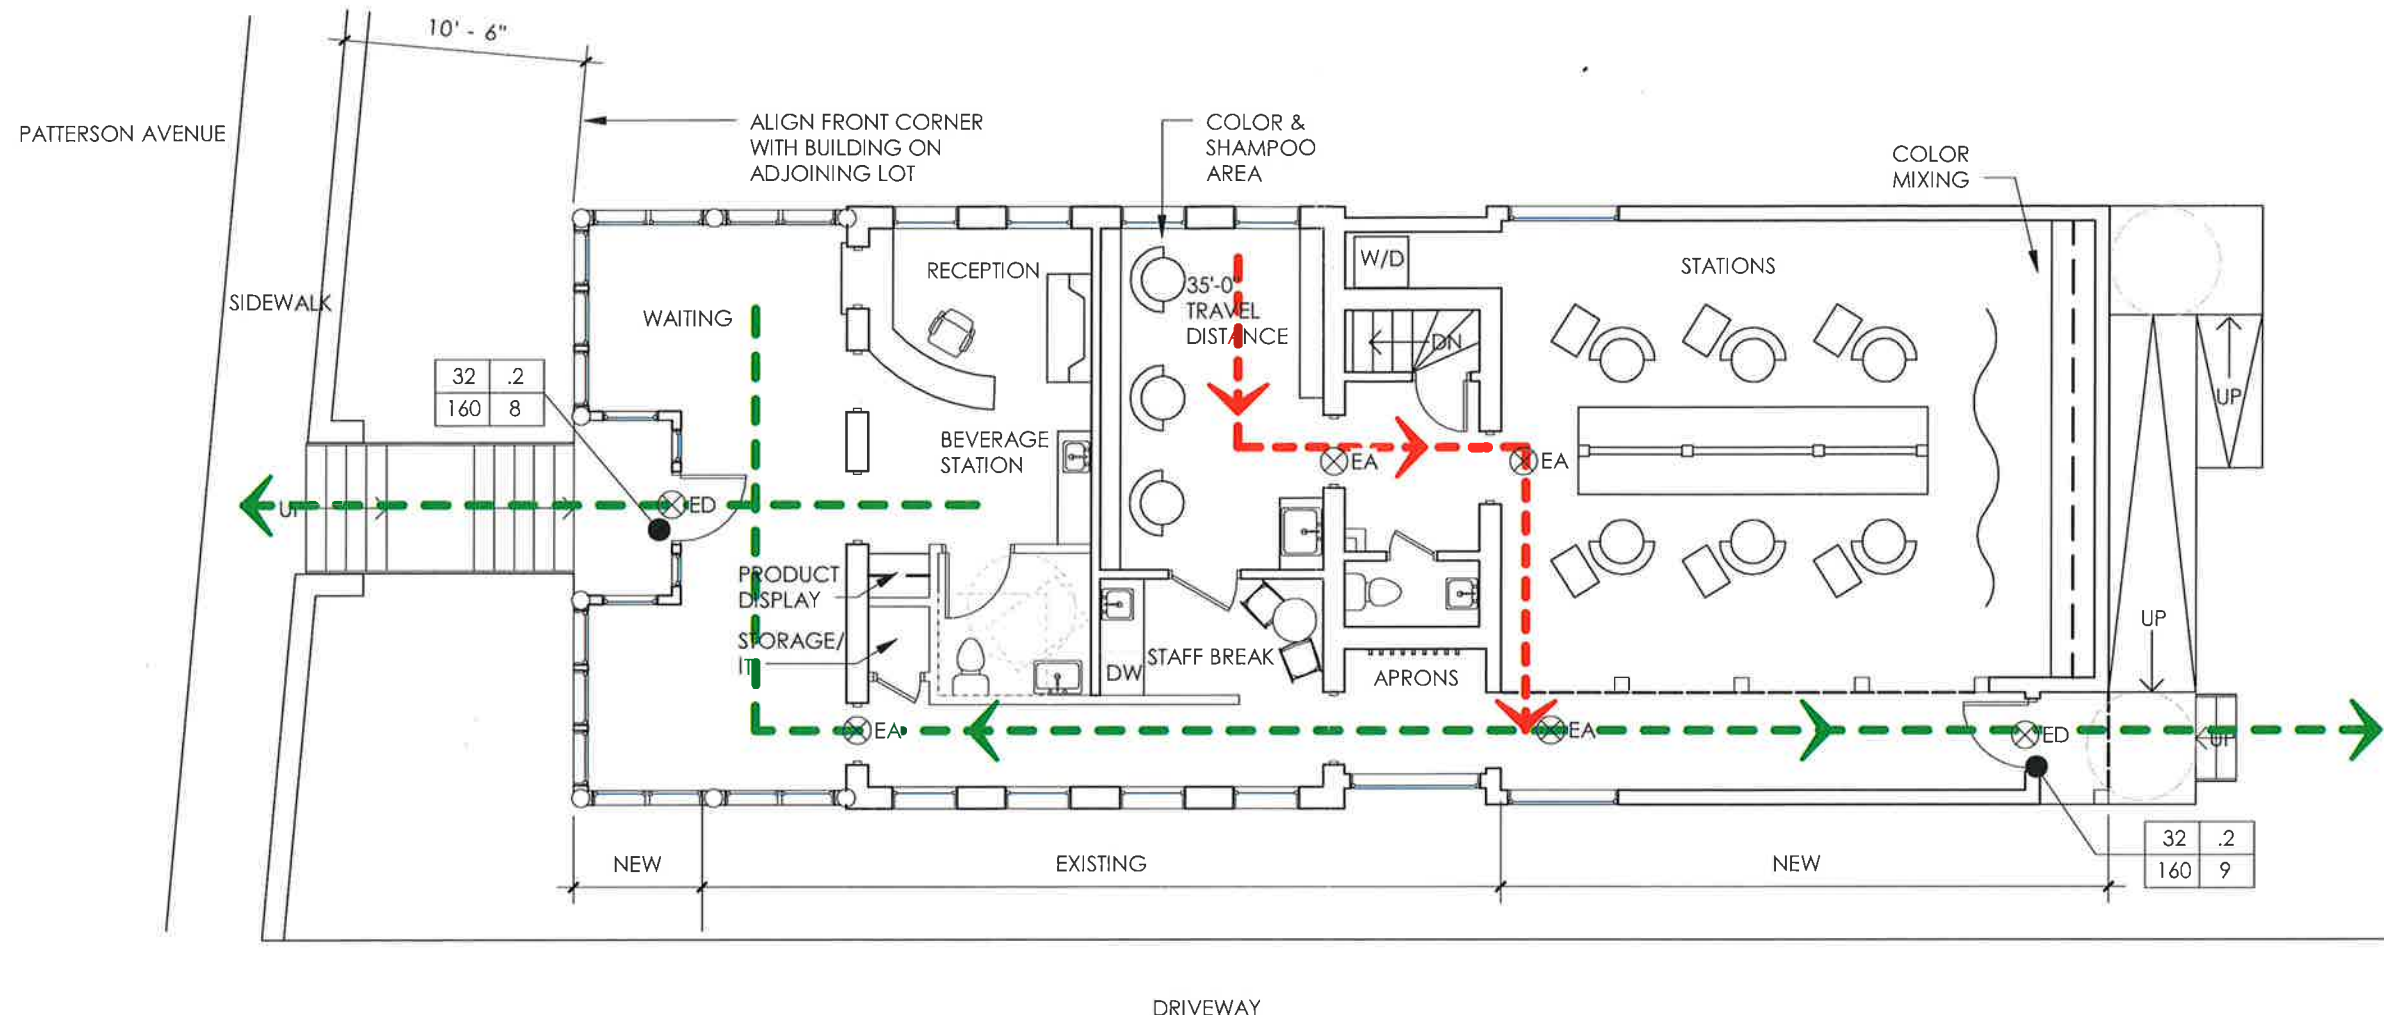 10' - 6"
PATTERSON AVENUE
ALIGN FRONT CORNER
WITH BUILDING ON
ADJOINING LOT
COLOR &
SHAMPOO
AREA
COLOR
MIXING
SIDEWALK
WAITING
RECEPTION
35'-0"
TRAVEL
DISTANCE
W/D
STATIONS
DN
UP
32 .2
160 8
BEVERAGE
STATION
EA
EA
UP
ED
PRODUCT
DISPLAY
STORAGE/
IT
DW
STAFF BREAK
APRONS
UP
EA
EA
ED
UP
NEW
EXISTING
NEW
32 .2
160 9
DRIVEWAY